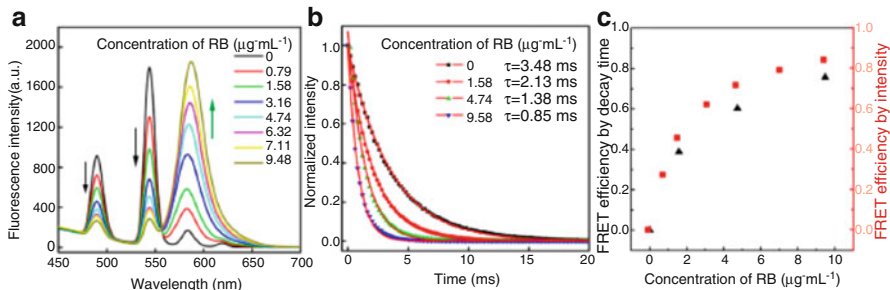 a
Fluorescence intensity(a.u.)
2000
1600
1200
800
400
0
Concentration of RB (µg·mL-1)
0
0.79
1.58
3.16
4.74
6.32
7.11
9.48
450 500 550 600 650 700
Wavelength (nm)
b
Normalized intensity
1.0
0.8
0.6
0.4
0.2
0.0
Concentration of RB (µg·mL-1)
0 τ=3.48 ms
1.58 τ=2.13 ms
4.74 τ=1.38 ms
9.58 τ=0.85 ms
0 5 10 15 20
Time (ms)
c
FRET efficiency by decay time
1.0
0.8
0.6
0.4
0.2
0.0
0 2 4 6 8 10
Concentration of RB (µg·mL-1)
1.0
0.8
0.6
0.4
0.2
0.0
FRET efficiency by intensity